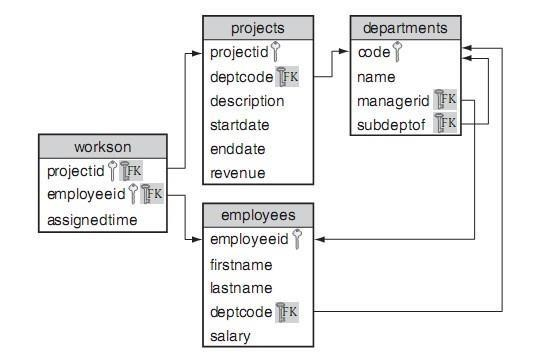 projects
projectid
deptcode FK
description
startdate
enddate
revenue
departments
code
name
managerid FK
subdeptof FK
workson
projectid FK
employeeid FK
assignedtime
employees
employeeid
firstname
lastname
deptcode FK
salary